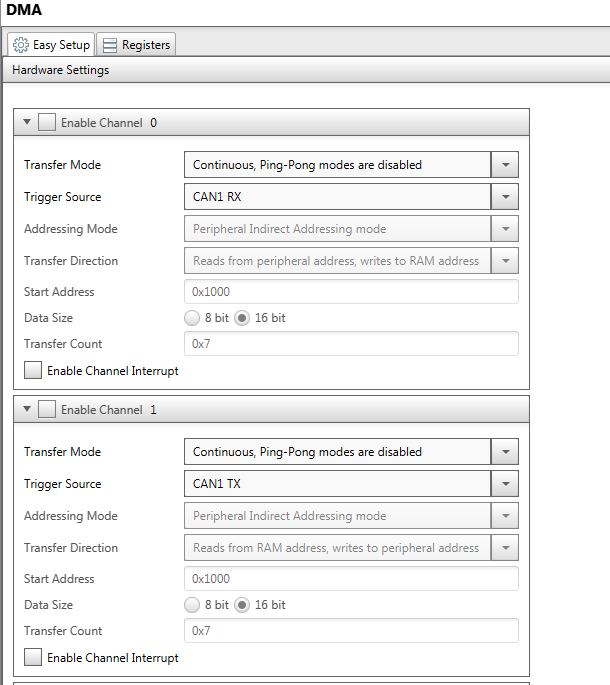 DMA
Easy Setup Registers
Hardware Settings
Enable Channel 0
Transfer Mode Continuous, Ping-Pong modes are disabled
Trigger Source CAN1 RX
Addressing Mode Peripheral Indirect Addressing mode
Transfer Direction Reads from peripheral address, writes to RAM address
Start Address 0x1000
Data Size 8 bit 16 bit
Transfer Count 0x7
Enable Channel Interrupt
Enable Channel 1
Transfer Mode Continuous, Ping-Pong modes are disabled
Trigger Source CAN1 TX
Addressing Mode Peripheral Indirect Addressing mode
Transfer Direction Reads from RAM address, writes to peripheral address
Start Address 0x1000
Data Size 8 bit 16 bit
Transfer Count 0x7
Enable Channel Interrupt